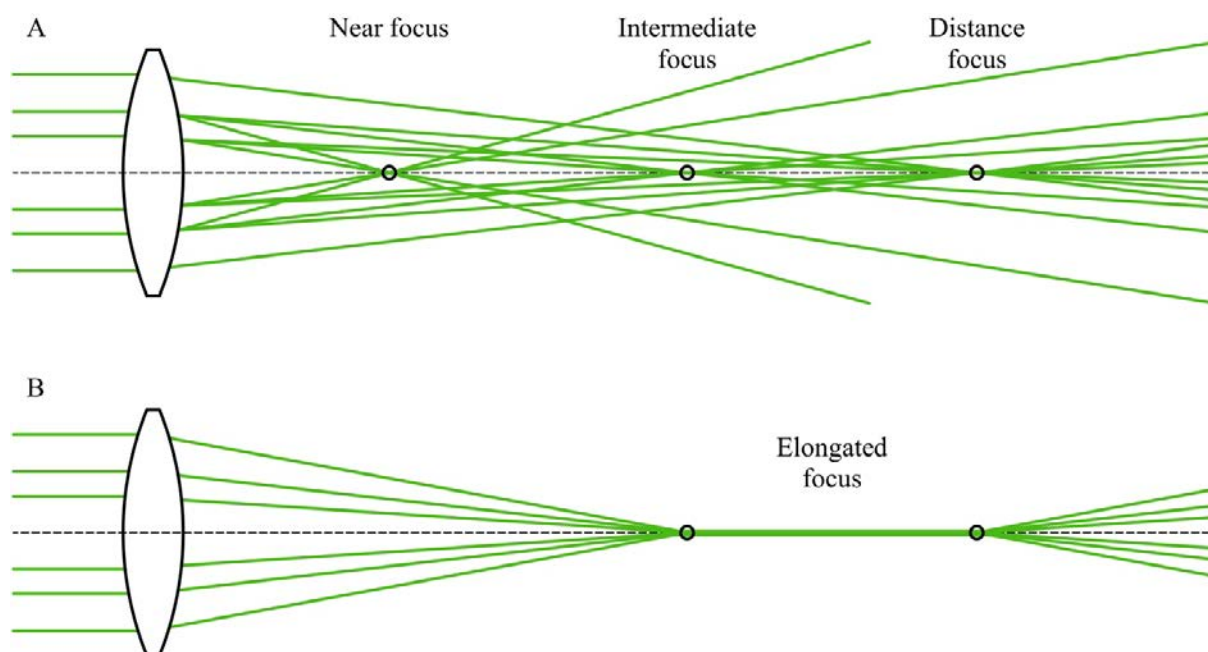 A
Near focus
Intermediate
focus
Distance
focus
B
Elongated
focus